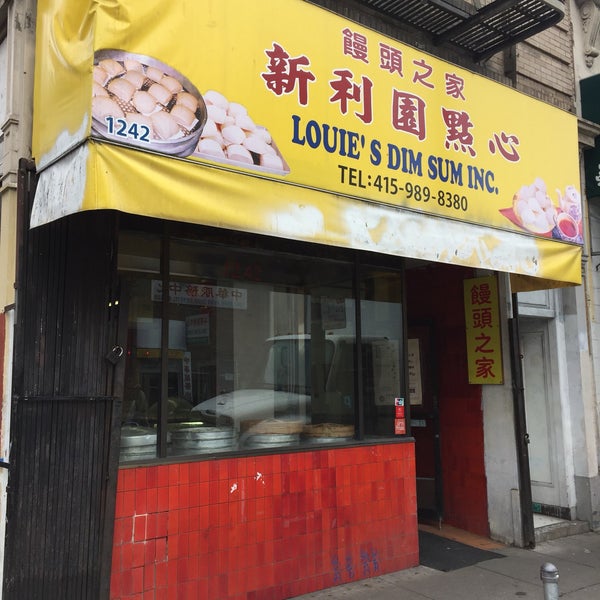 饅頭之家
新利園點心
LOUIE'S DIM SUM INC.
TEL:415-989-8380
1242
饅頭之家